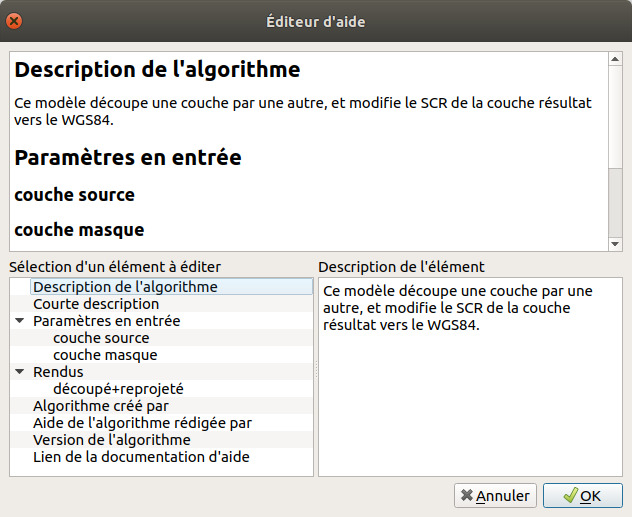 Éditeur d'aide
Description de l'algorithme
Ce modèle découpe une couche par une autre, et modifie le SCR de la couche résultat
vers le WGS84.
Paramètres en entrée
couche source
couche masque
Sélection d'un élément à éditer
Description de l'algorithme
Courte description
Paramètres en entrée
couche source
couche masque
Rendus
découpé+reprojeté
Algorithme créé par
Aide de l'algorithme rédigée par
Version de l'algorithme
Lien de la documentation d'aide
Description de l'élément
Ce modèle découpe une couche par une
autre, et modifie le SCR de la couche
résultat vers le WGS84.
Annuler
OK